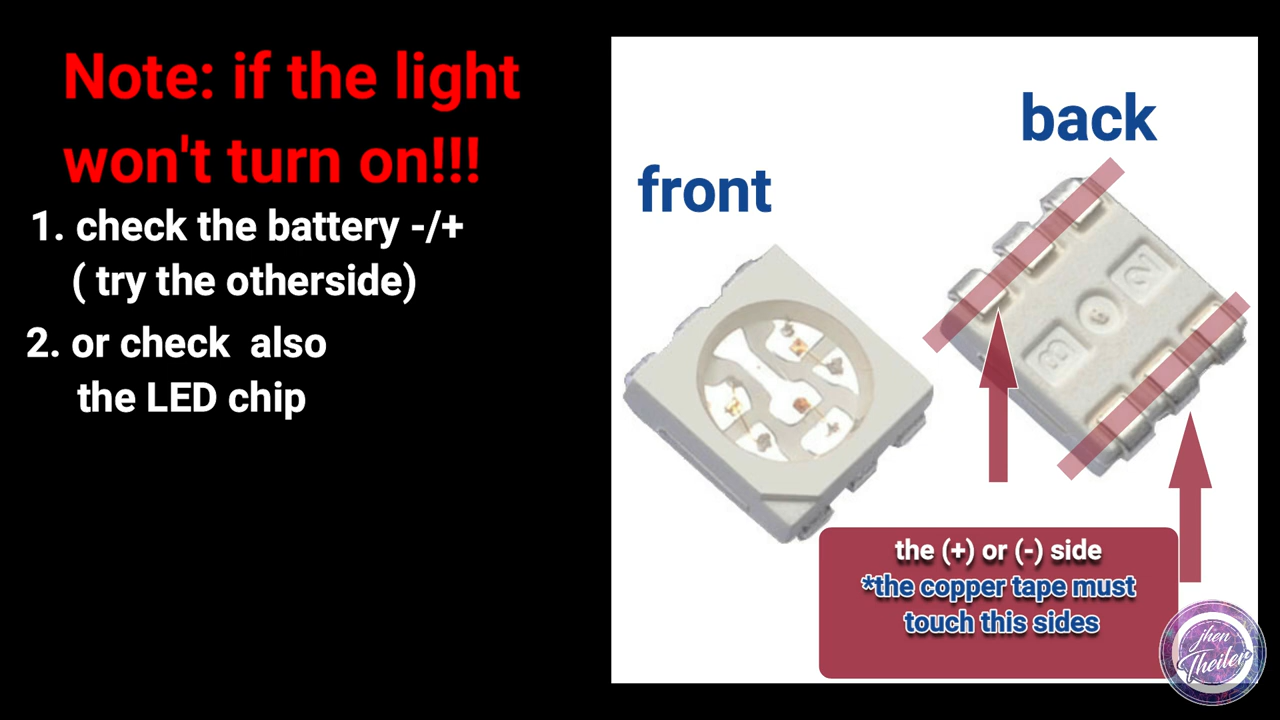 Note: if the light
won't turn on!!!
1. check the battery -/+
( try the otherside)
2. or check also
the LED chip
front
back
the (+) or (-) side
*the copper tape must
touch this sides
jhen
Theiler